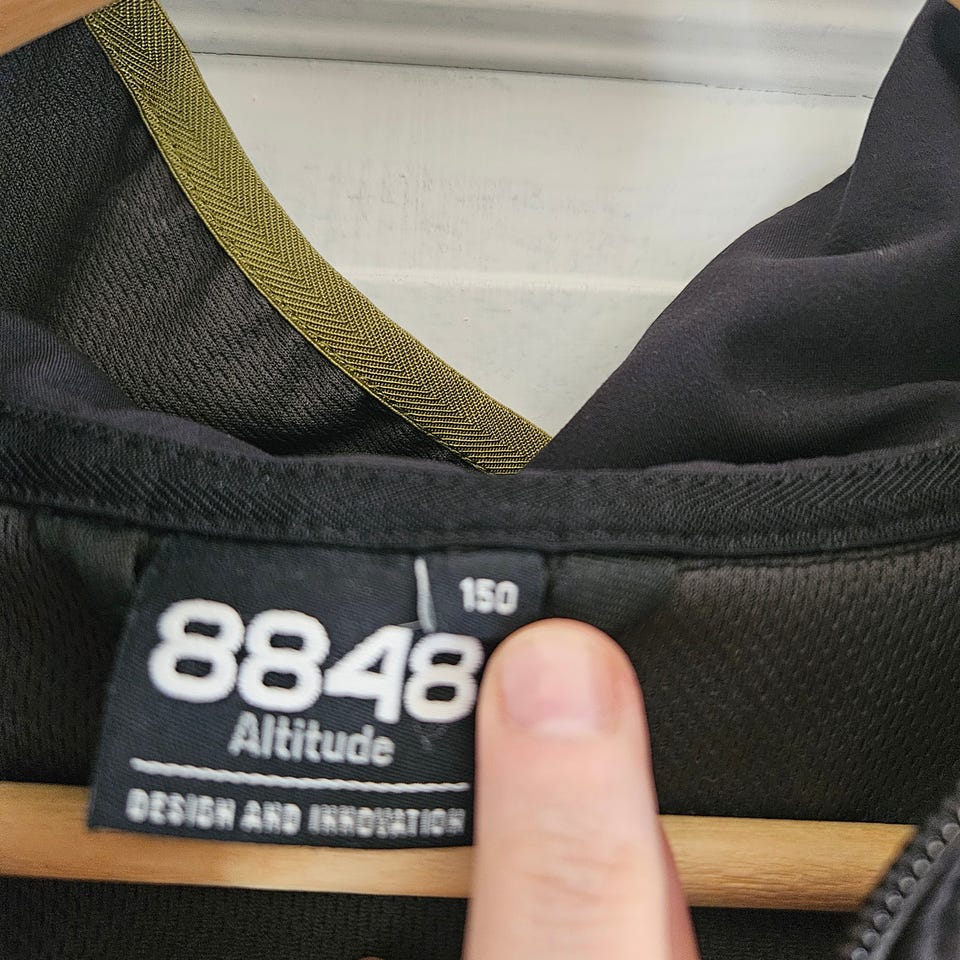 150
8848
Altitude
DESIGN AND INNOVATION